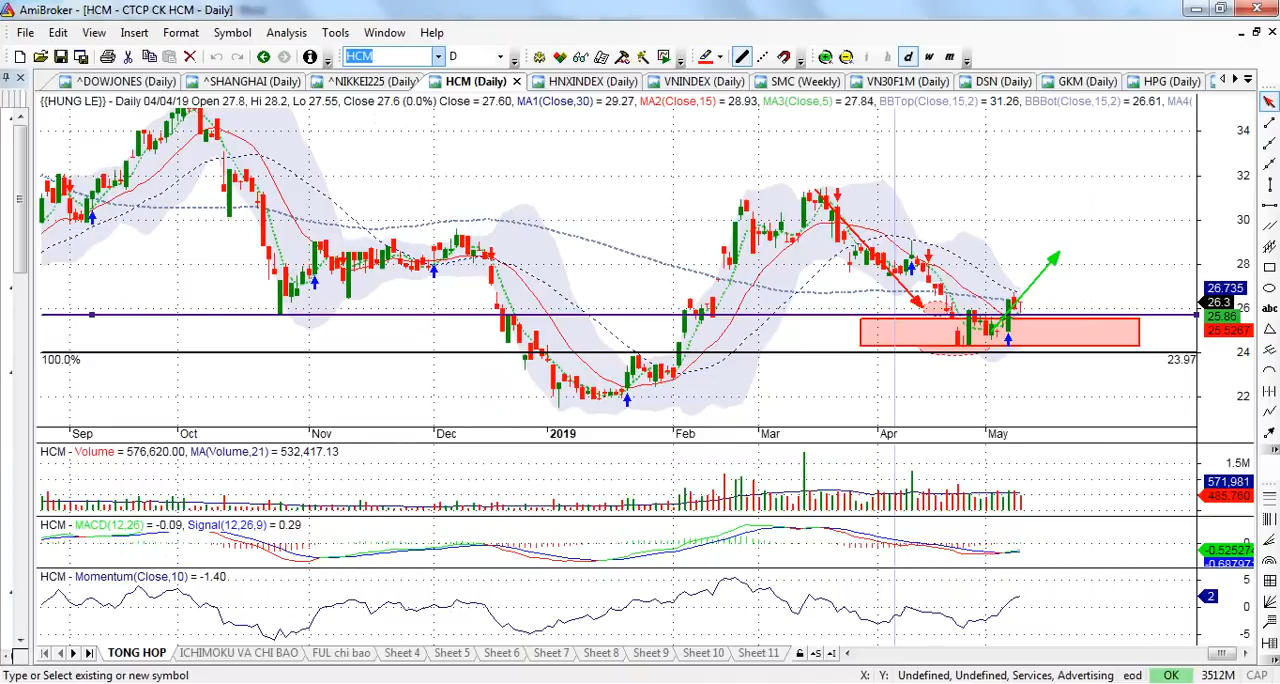 AmiBroker - [HCM - CTCP CK HCM - Daily]
File Edit View Insert Format Symbol Analysis Tools Window Help
HCM D i h d w m
^DOWJONES (Daily) ^SHANGHAI (Daily) ^NIKKEI225 (Daily) HCM (Daily) HNXINDEX (Daily) VNINDEX (Daily) SMC (Weekly) VN30F1M (Daily) DSN (Daily) GKM (Daily) HPG (Daily)
{{HUNG LE}} - Daily 04/04/19 Open 27.8, Hi 28.2, Lo 27.55, Close 27.6 (0.0%) Close = 27.60, MA1(Close,30) = 29.27, MA2(Close,15) = 28.93, MA3(Close,5) = 27.84, BBTop(Close,15,2) = 31.26, BBBot(Close,15,2) = 26.61, MA4(
34
32
30
28
26.735
26.3
26
25.86
25.5267
24
100.0%
23.97
22
abc
Sep Oct Nov Dec 2019 Feb Mar Apr May
HCM - Volume = 576,620.00, MA(Volume,21) = 532,417.13
1.5M
571,981
485,760
HCM - MACD(12,26) = -0.09, Signal(12,26,9) = 0.29
0
-0.52527
-0.68797
HCM - Momentum(Close,10) = -1.40
5
2
0
-5
TONG HOP ICHIMOKU VA CHI BAO FUL chi bao Sheet 4 Sheet 5 Sheet 6 Sheet 7 Sheet 8 Sheet 9 Sheet 10 Sheet 11
Type or Select existing or new symbol X: Y: Undefined, Undefined, Services, Advertising eod OK 3512M CAP